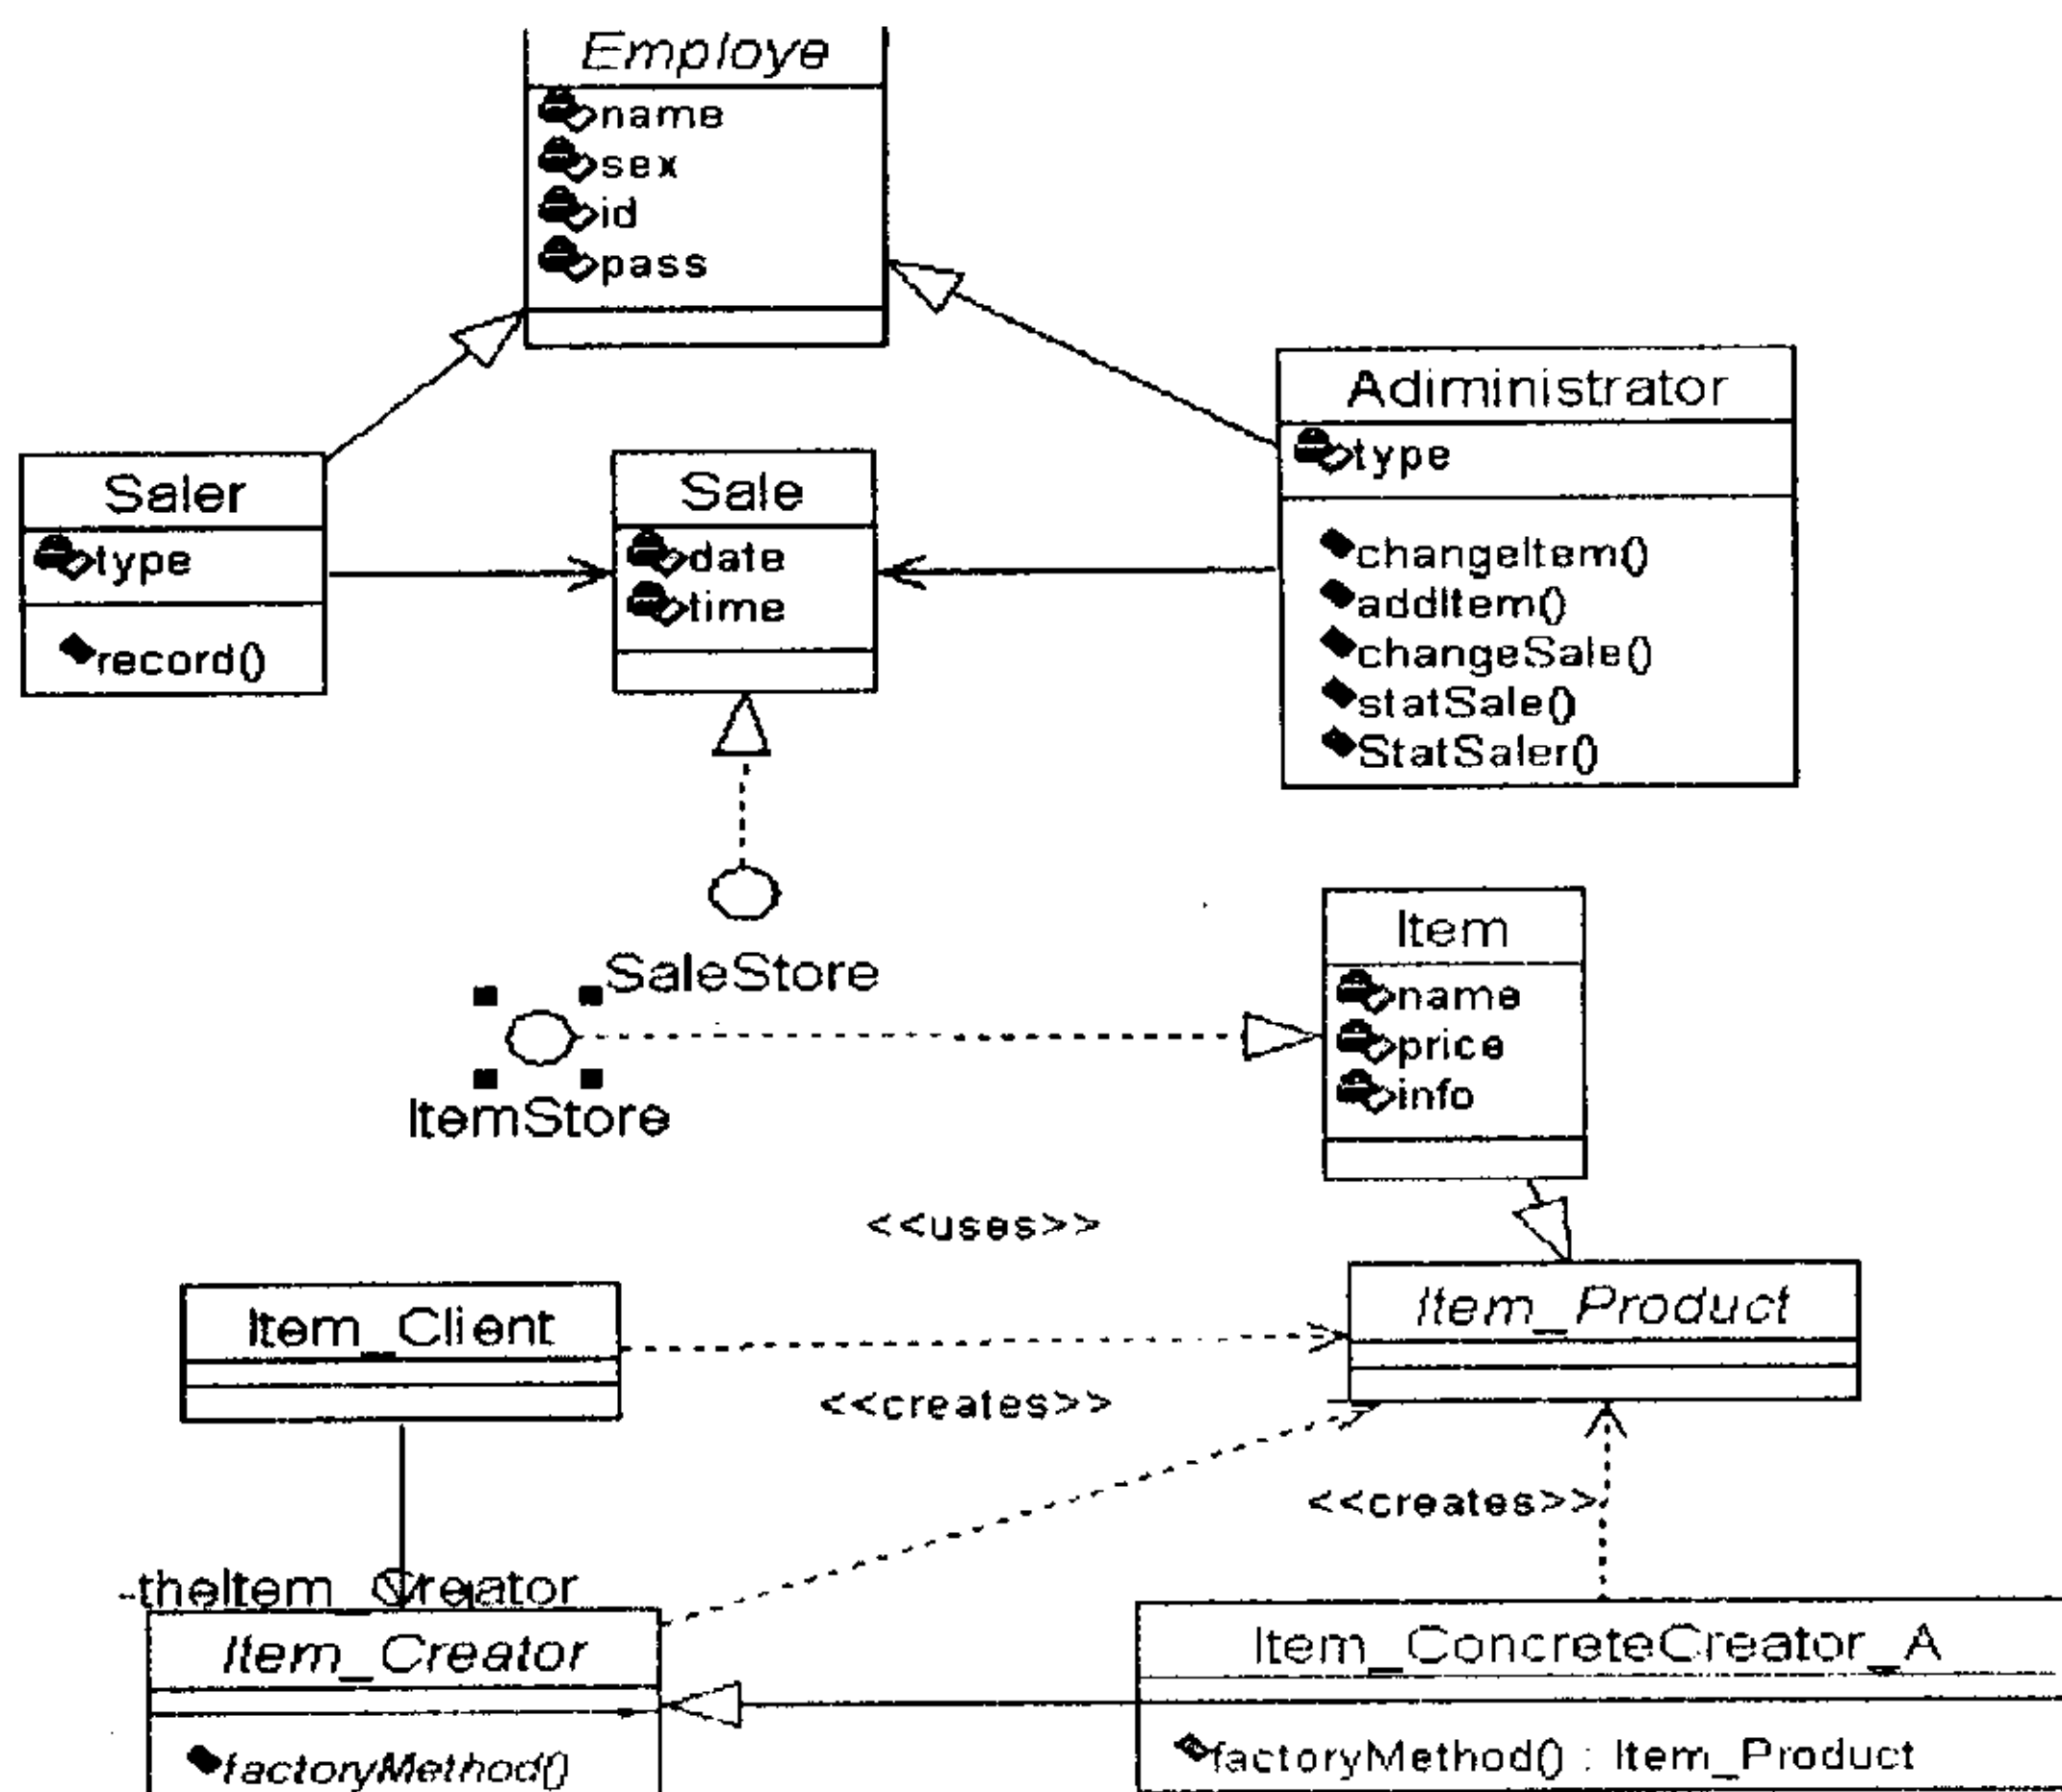 Employe
name
sex
id
pass
Adiministrator
type
changeItem()
addItem()
changeSale()
statSale()
StatSaler()
Saler
type
record()
Sale
date
time
SaleStore
ItemStore
Item
name
price
info
<<uses>>
Item_Client
Item_Product
<<creates>>
<<creates>>
-theItem_Creator
Item_Creator
factoryMethod()
Item_ConcreteCreator_A
factoryMethod() : Item_Product